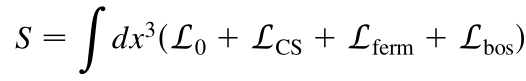 S = ∫ dx³(ℒ₀ + ℒ_CS + ℒ_ferm + ℒ_bos)